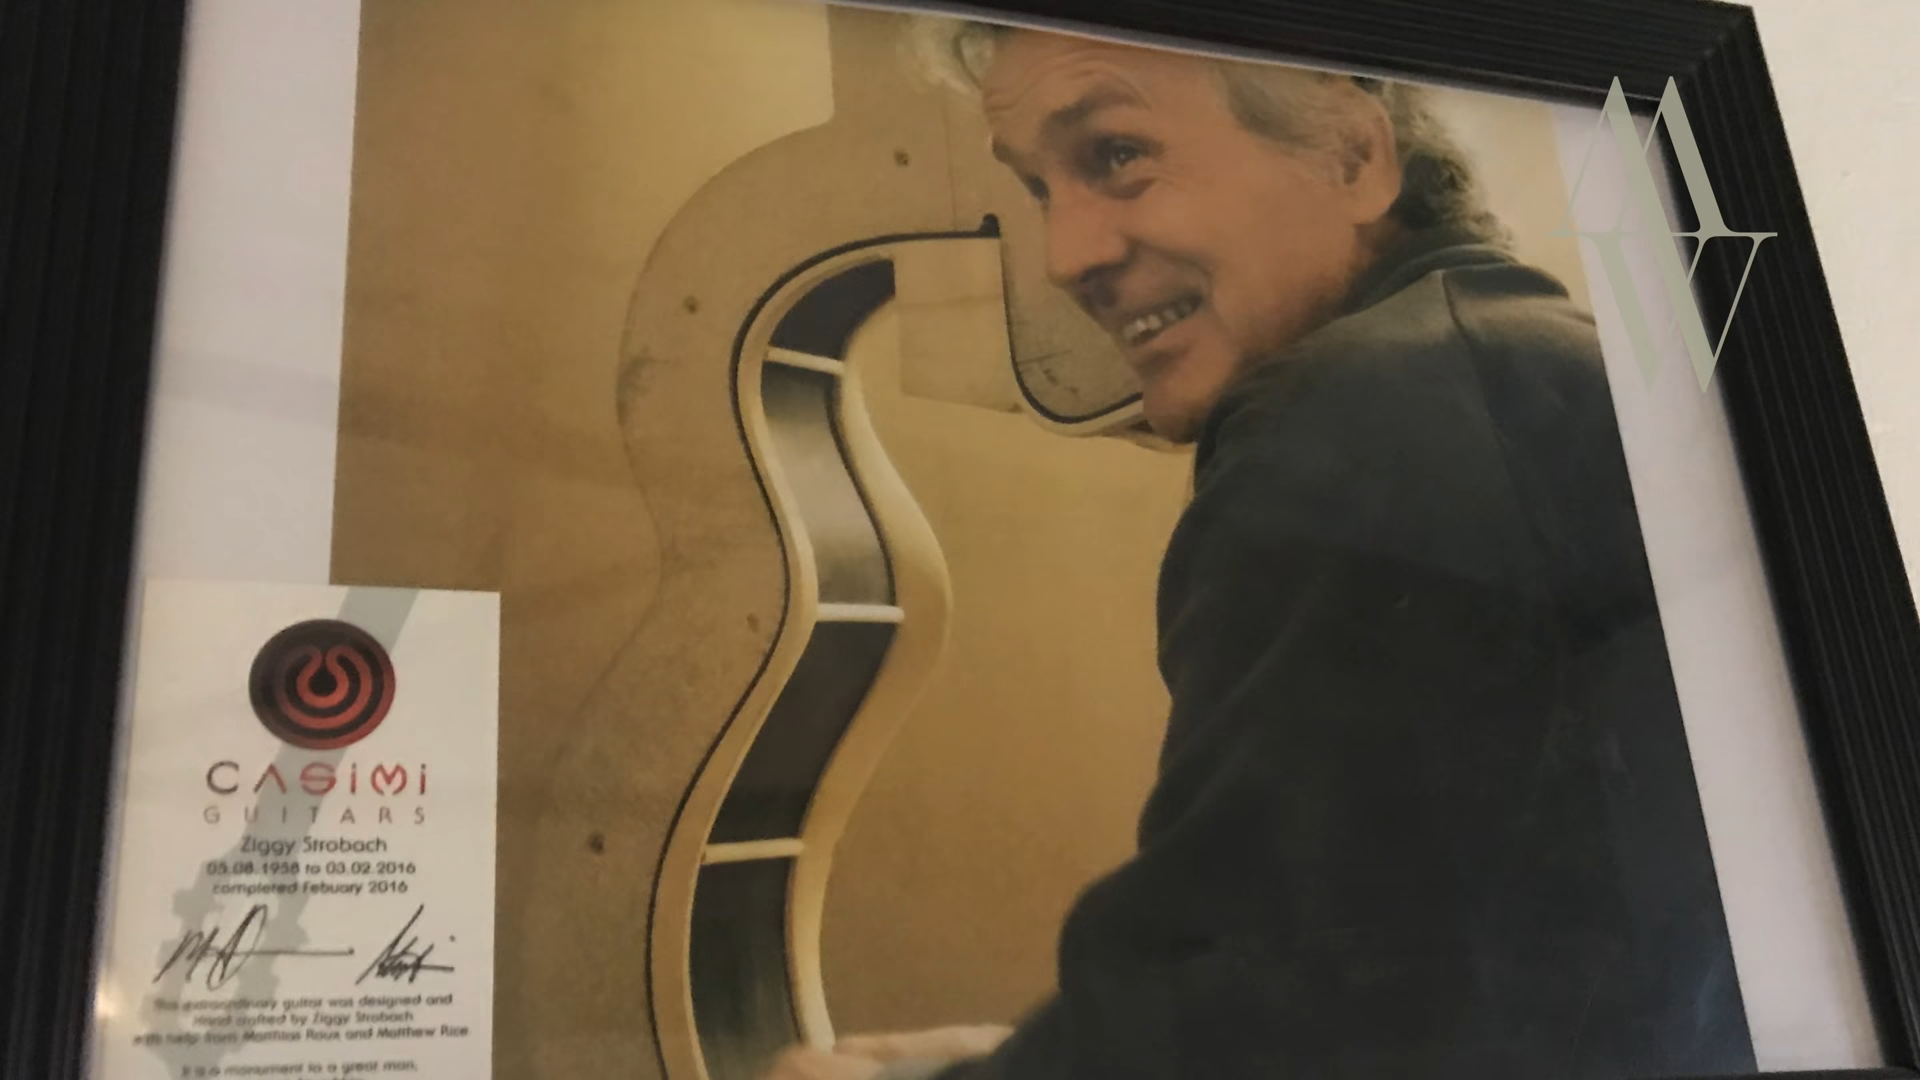 CASiMi
GUITARS
Ziggy Strobach
05.08.1958 to 03.02.2016
completed Febuary 2016
This extraordinary guitar was designed and
Hand crafted by Ziggy Strobach
with help from Matthias Roux and Matthew Rice
It is a monument to a great man,
MW